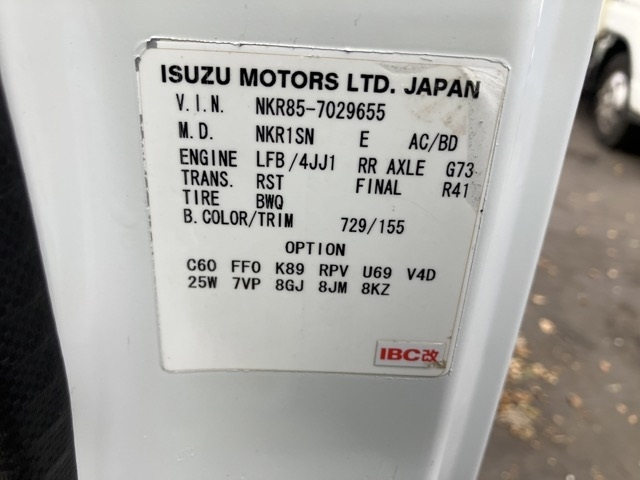 ISUZU MOTORS LTD. JAPAN
V.I.N. NKR85-7029655
M.D. NKR1SN E AC/BD
ENGINE LFB/4JJ1 RR AXLE G73
TRANS. RST FINAL R41
TIRE BWQ
B.COLOR/TRIM 729/155
OPTION
C60 FF0 K89 RPV U69 V4D
25W 7VP 8GJ 8JM 8KZ
IBC改